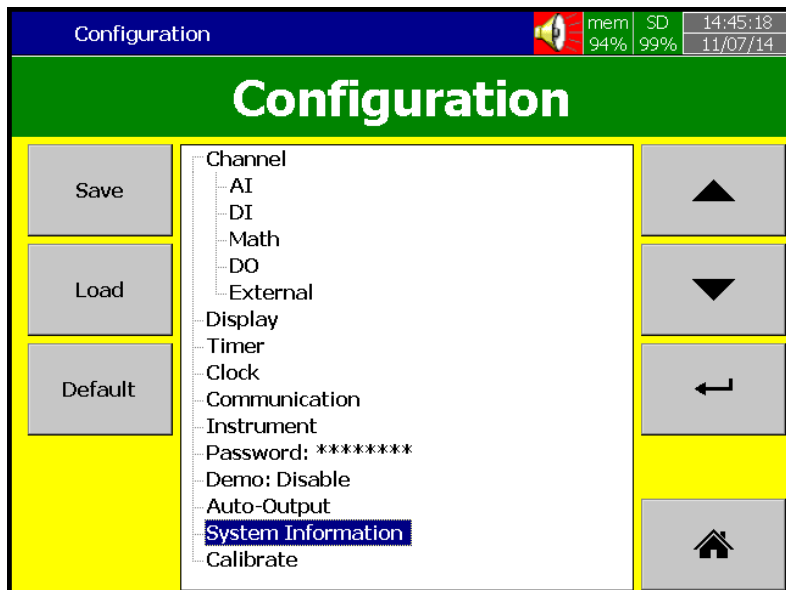 Configuration
mem SD 14:45:18
94% 99% 11/07/14
Configuration
Save
Load
Default
Channel
AI
DI
Math
DO
External
Display
Timer
Clock
Communication
Instrument
Password: ********
Demo: Disable
Auto-Output
System Information
Calibrate